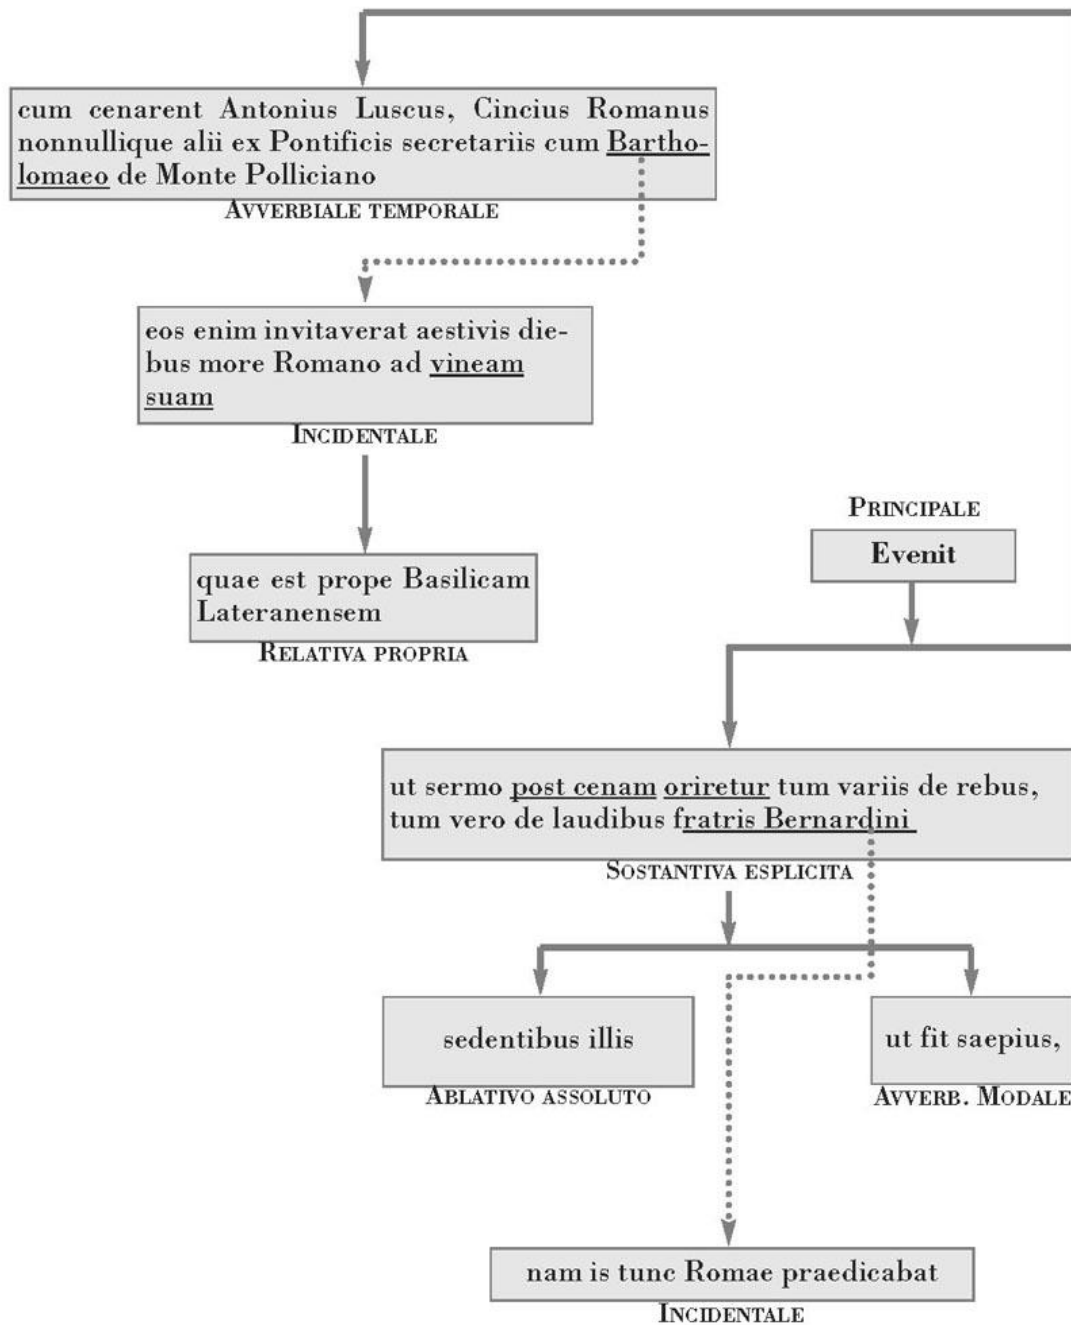 cum cenarent Antonius Luscus, Cincius Romanus
nonnullique alii ex Pontificis secretariis cum Bartho-
lomaeo de Monte Polliciano
AVVERBIALE TEMPORALE
eos enim invitaverat aestivis die-
bus more Romano ad vineam
suam
INCIDENTALE
quae est prope Basilicam
Lateranensem
RELATIVA PROPRIA
PRINCIPALE
Evenit
ut sermo post cenam oriretur tum variis de rebus,
tum vero de laudibus fratris Bernardini
SOSTANTIVA ESPLICITA
sedentibus illis
ABLATIVO ASSOLUTO
ut fit saepius,
AVVERB. MODALE
nam is tunc Romae praedicabat
INCIDENTALE